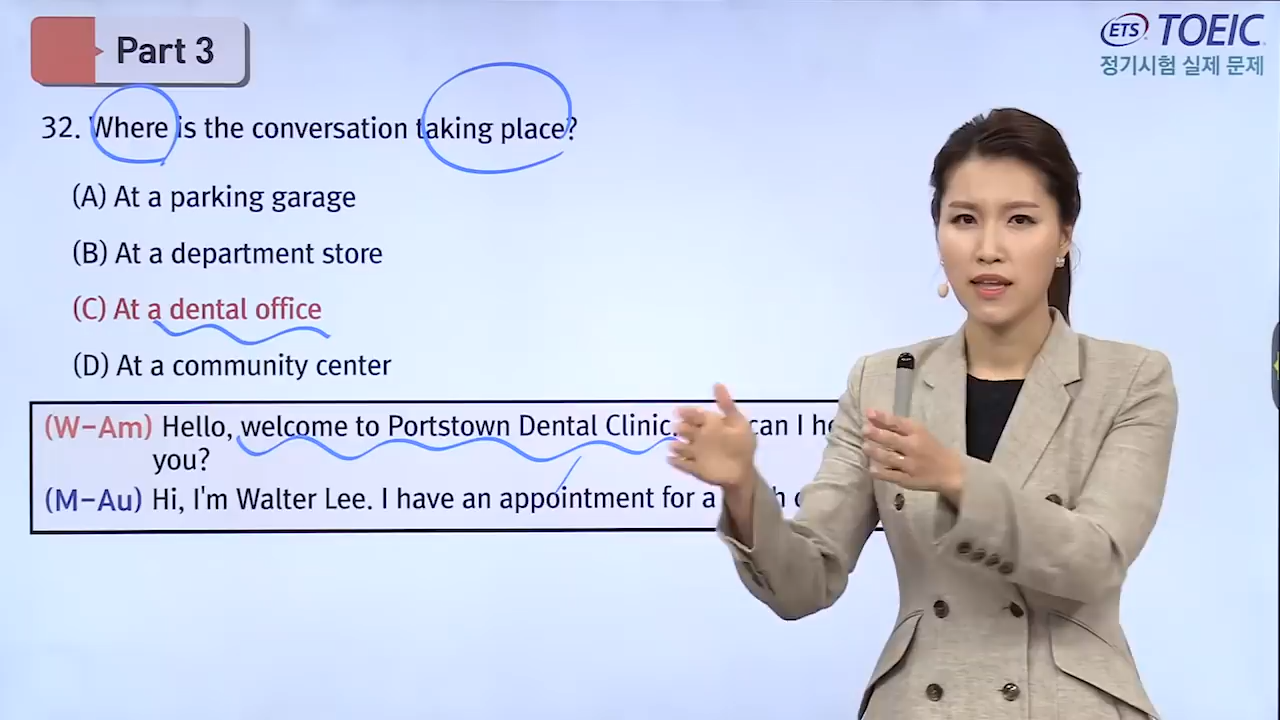 Part 3
ETS TOEIC
정기시험 실제 문제
32. Where is the conversation taking place?
(A) At a parking garage
(B) At a department store
(C) At a dental office
(D) At a community center
(W-Am) Hello, welcome to Portstown Dental Clinic. can I
you?
(M-Au) Hi, I'm Walter Lee. I have an appointment for a